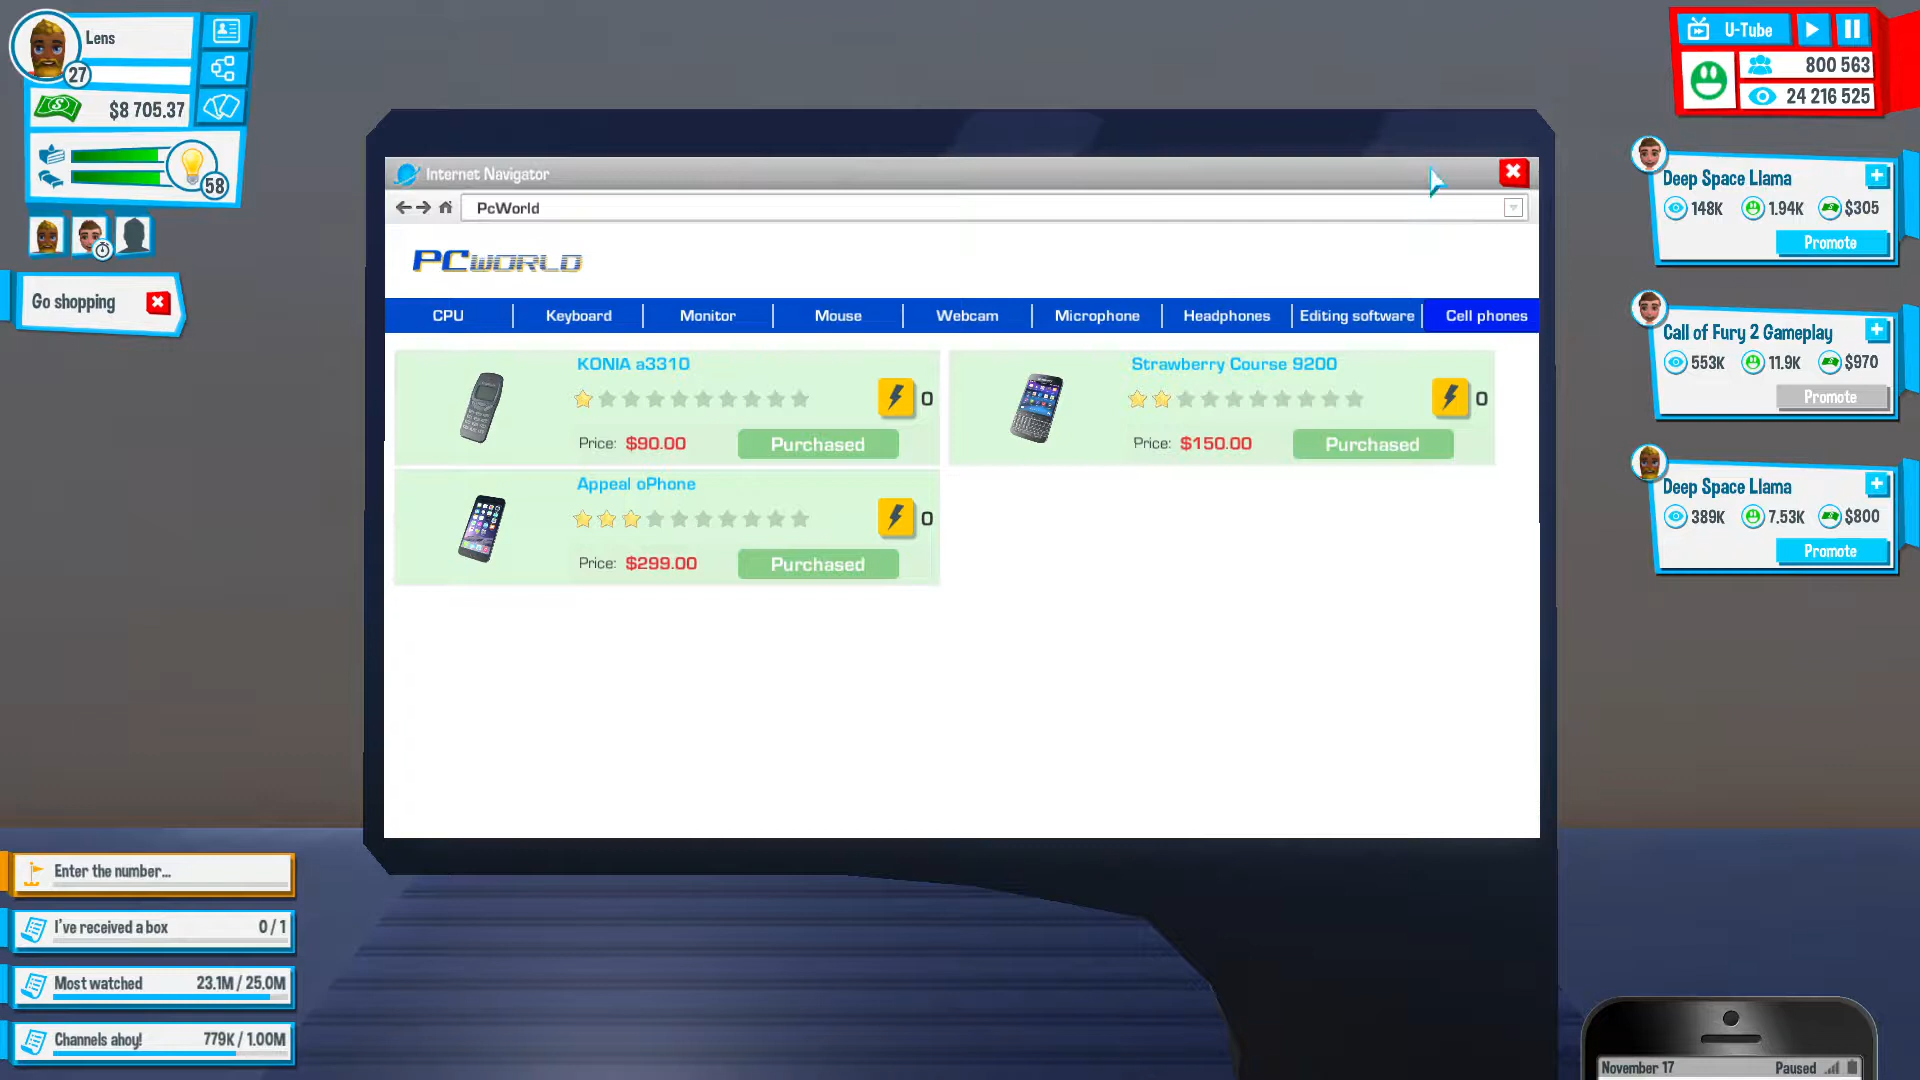 Lens
27
$8 705.37
58
Go shopping
U-Tube
800 563
24 216 525
Deep Space Llama
148K 1.94K $305
Promote
Call of Fury 2 Gameplay
553K 11.9K $970
Promote
Deep Space Llama
389K 7.53K $800
Promote
Internet Navigator
PcWorld
PCWORLD
CPU Keyboard Monitor Mouse Webcam Microphone Headphones Editing software Cell phones
KONIA a3310
0
Price: $90.00 Purchased
Strawberry Course 9200
0
Price: $150.00 Purchased
Appeal oPhone
0
Price: $299.00 Purchased
Enter the number...
I've received a box 0 / 1
Most watched 23.1M / 25.0M
Channels ahoy! 779K / 1.00M
November 17 Paused